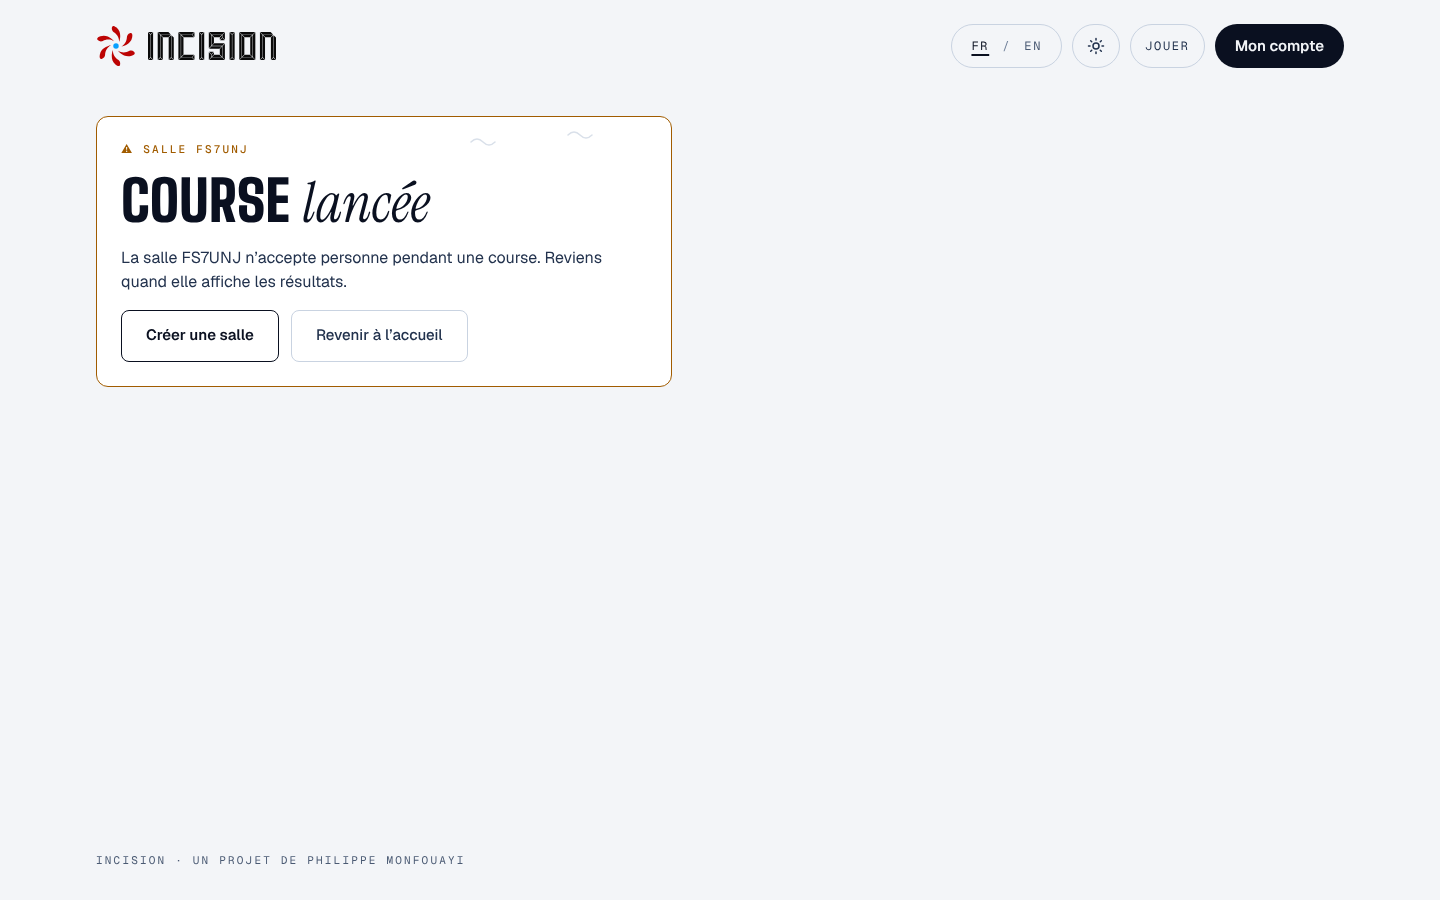 INCISION
FR / EN
JOUER
Mon compte
SALLE FS7UNJ
COURSE lancée
La salle FS7UNJ n’accepte personne pendant une course. Reviens
quand elle affiche les résultats.
Créer une salle
Revenir à l’accueil
INCISION · UN PROJET DE PHILIPPE MONFOUAYI